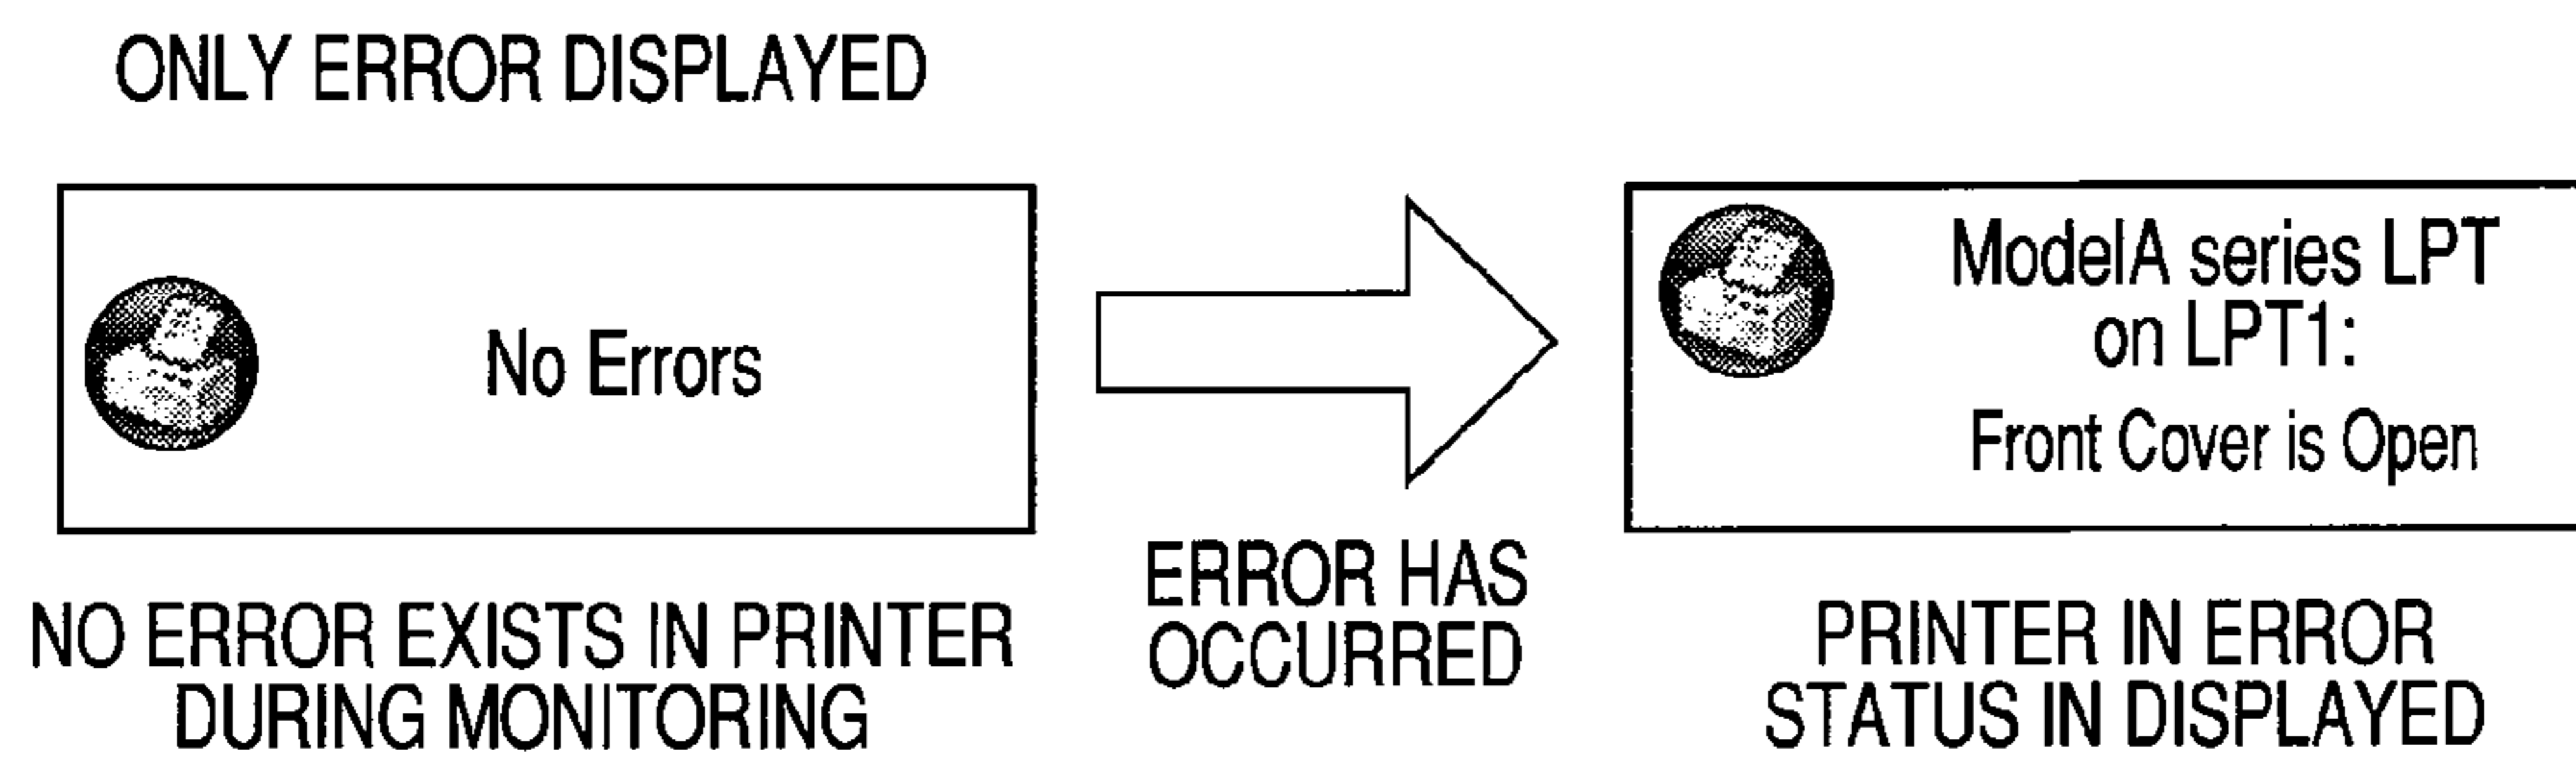 ONLY ERROR DISPLAYED
No Errors
NO ERROR EXISTS IN PRINTER
DURING MONITORING
ERROR HAS
OCCURRED
ModelA series LPT
on LPT1:
Front Cover is Open
PRINTER IN ERROR
STATUS IN DISPLAYED